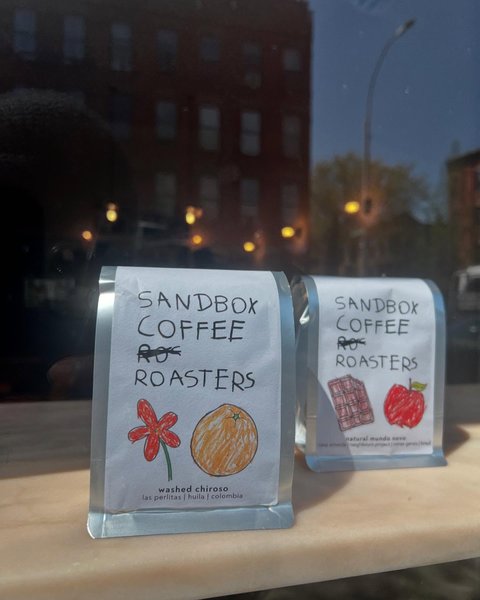 SANDBOX
COFFEE
Ro
ROASTERS
washed chiroso
las perlitas | huila | colombia
SANDBOX
COFFEE
Ro
ROASTERS
natural mundo novo